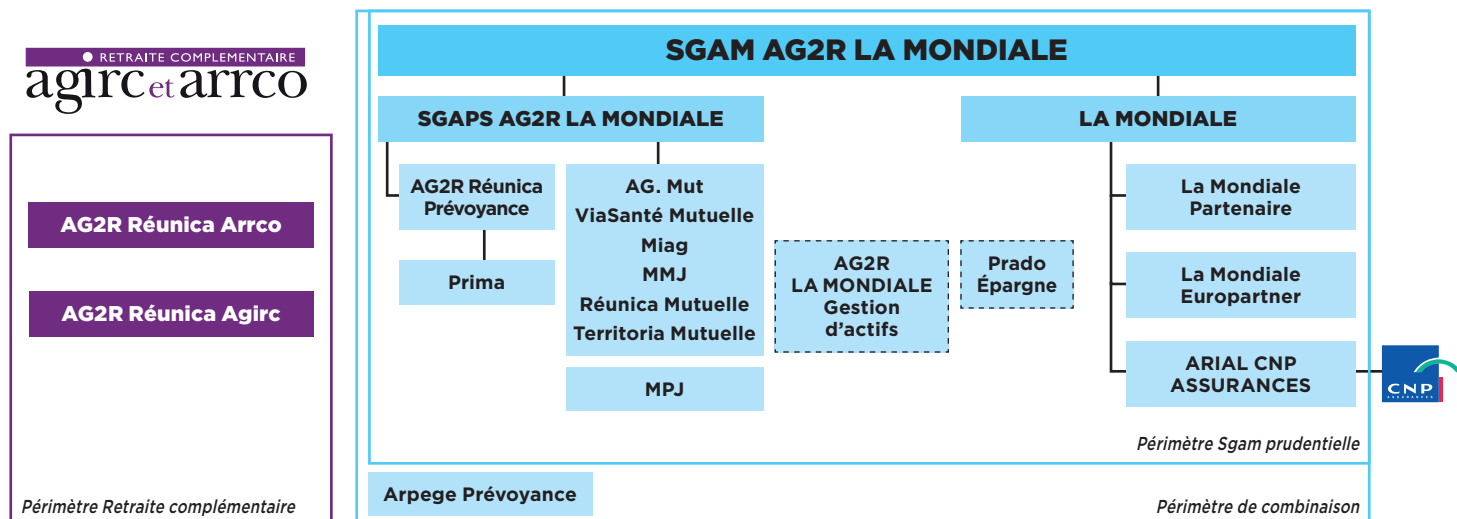 RETRAITE COMPLÉMENTAIRE
agirc et arrco
AG2R Réunica Arrco
AG2R Réunica Agirc
Périmètre Retraite complémentaire
SGAM AG2R LA MONDIALE
SGAPS AG2R LA MONDIALE
LA MONDIALE
AG2R Réunica
Prévoyance
Prima
AG. Mut
ViaSanté Mutuelle
Miag
MMJ
Réunica Mutuelle
Territoria Mutuelle
MPJ
AG2R
LA MONDIALE
Gestion
d'actifs
Prado
Épargne
La Mondiale
Partenaire
La Mondiale
Europartner
ARIAL CNP
ASSURANCES
CNP
ASSURANCES
Périmètre Sgam prudentielle
Arpege Prévoyance
Périmètre de combinaison